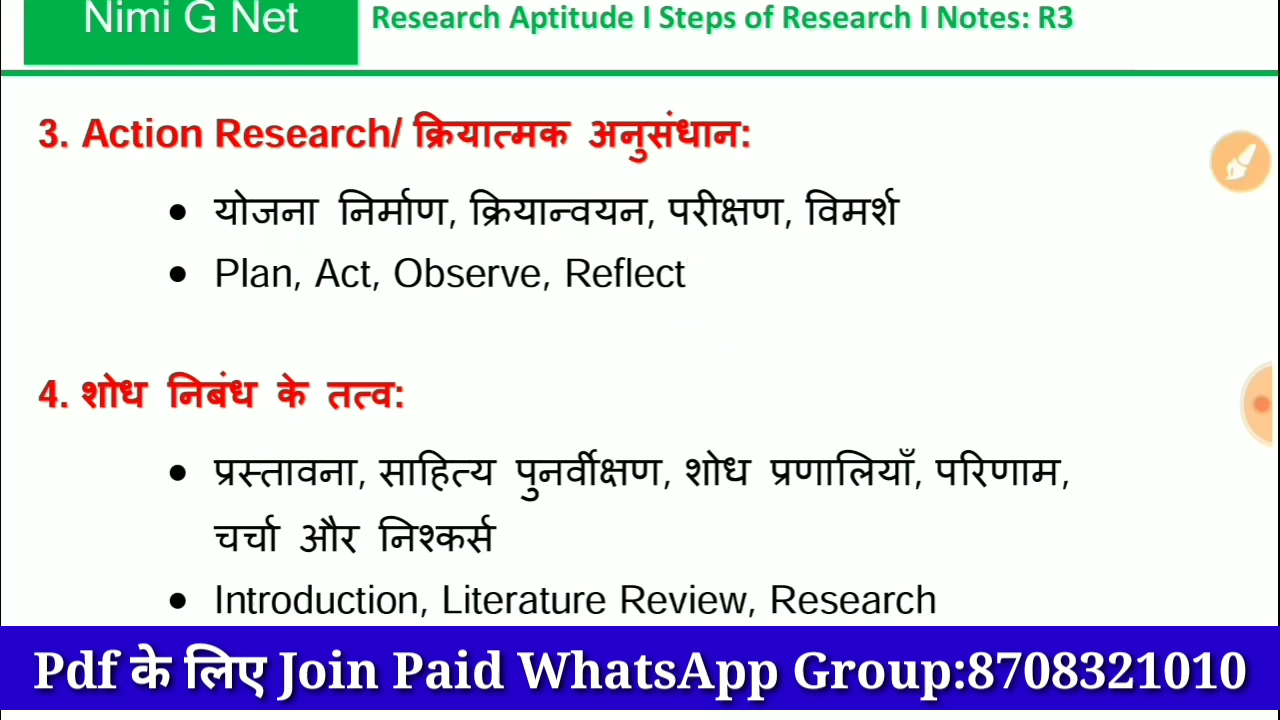 Nimi G Net
Research Aptitude I Steps of Research I Notes: R3
3. Action Research/ क्रियात्मक अनुसंधान:
● योजना निर्माण, क्रियान्वयन, परीक्षण, विमर्श
● Plan, Act, Observe, Reflect
4. शोध निबंध के तत्व:
● प्रस्तावना, साहित्य पुनर्वीक्षण, शोध प्रणालियाँ, परिणाम,
चर्चा और निश्कर्स
● Introduction, Literature Review, Research
Pdf के लिए Join Paid WhatsApp Group:8708321010